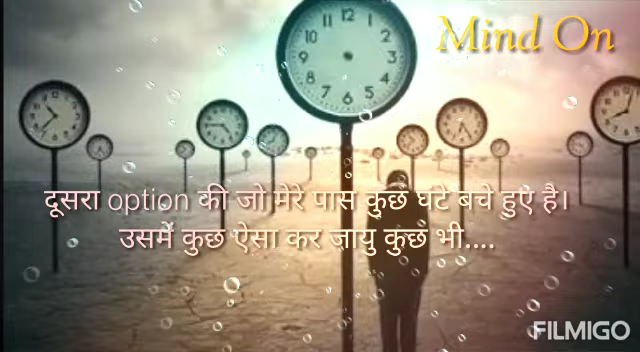 Mind On
दूसरा option की जो मेरे पास कुछ घंटे बचे हुए है।
उसमें कुछ ऐसा कर जायु कुछ भी....
FILMIGO